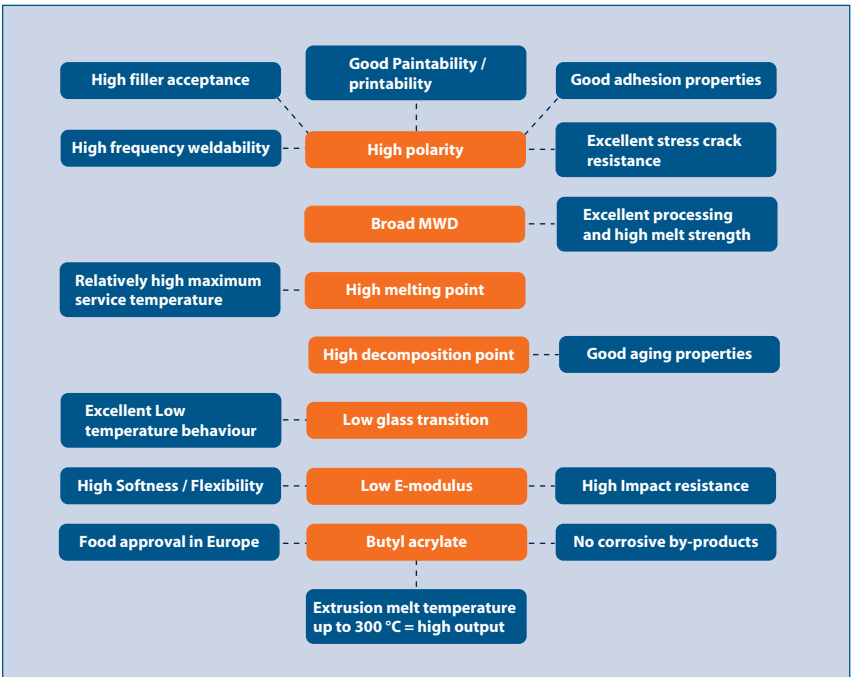 Good Paintability /
printability
High filler acceptance
Good adhesion properties
High frequency weldability
High polarity
Excellent stress crack
resistance
Broad MWD
Excellent processing
and high melt strength
Relatively high maximum
service temperature
High melting point
High decomposition point
Good aging properties
Excellent Low
temperature behaviour
Low glass transition
High Softness / Flexibility
Low E-modulus
High Impact resistance
Food approval in Europe
Butyl acrylate
No corrosive by-products
Extrusion melt temperature
up to 300 °C = high output